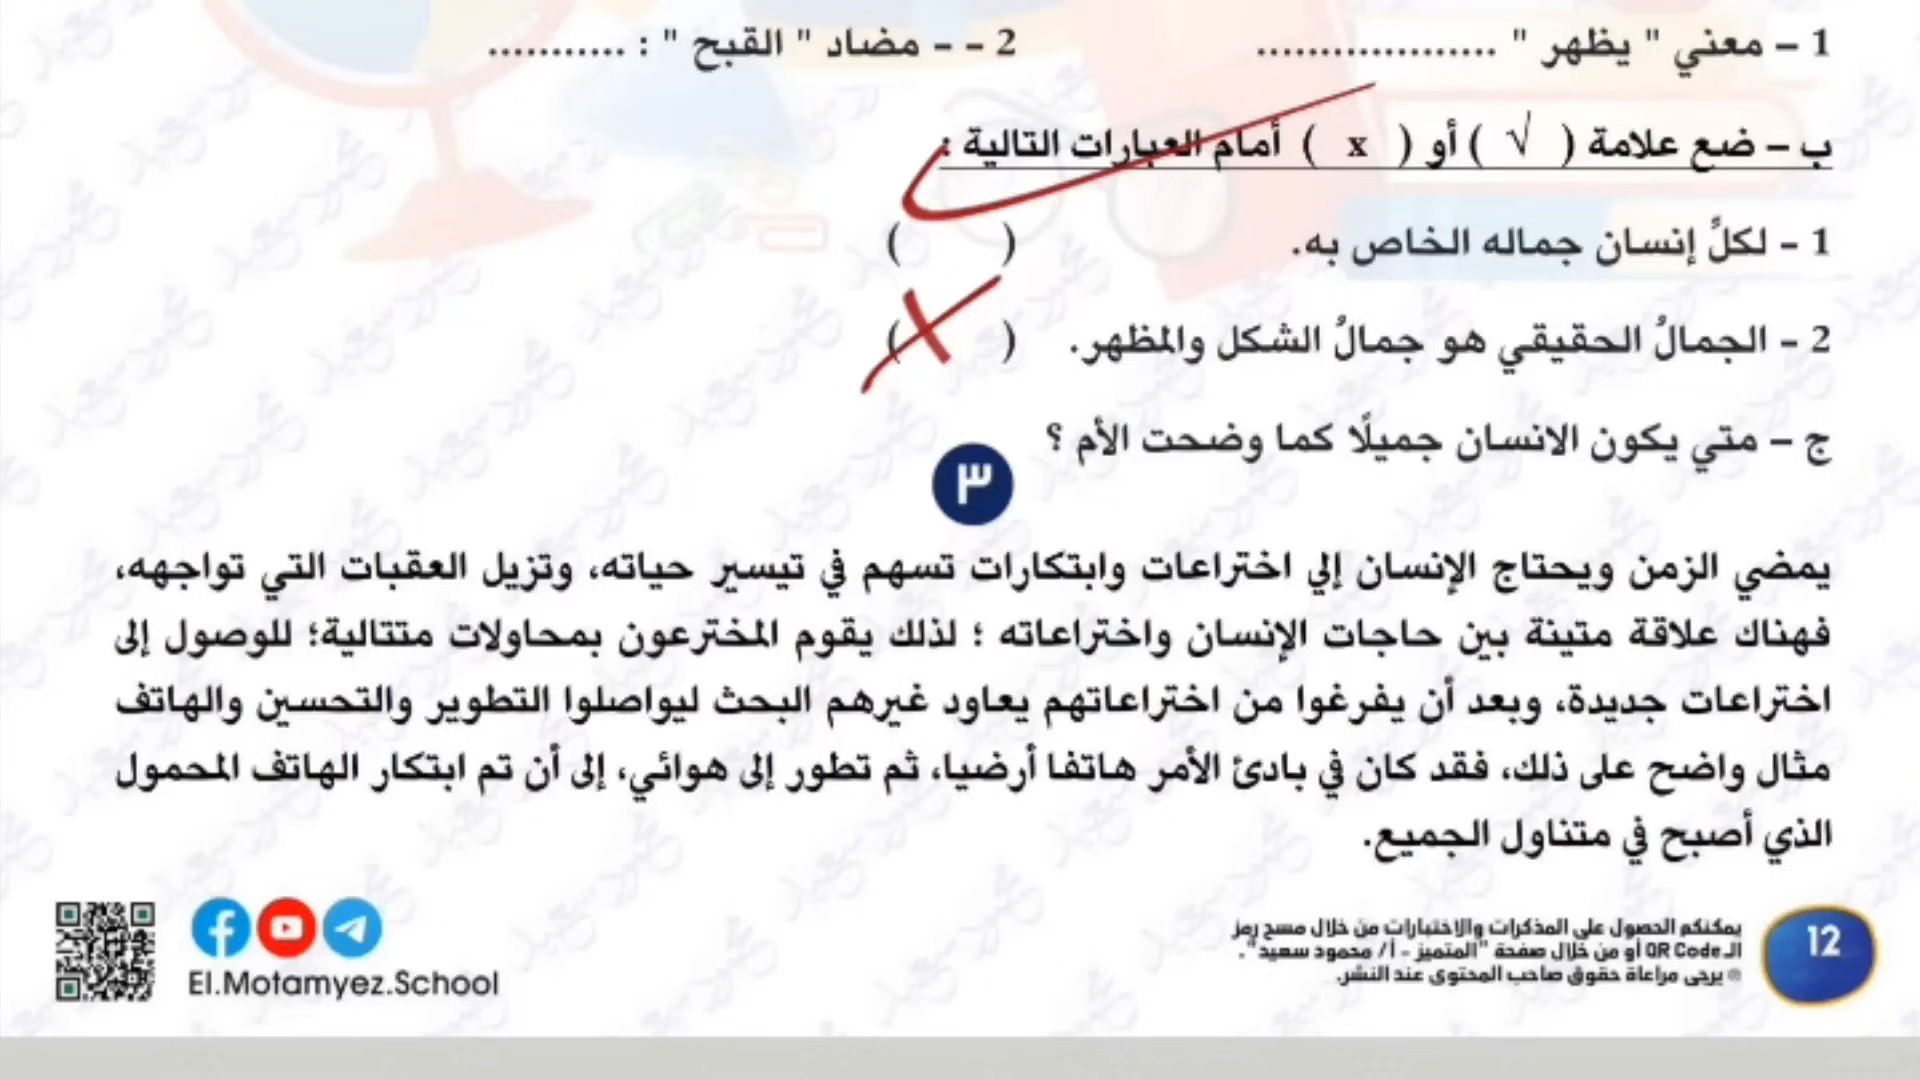 1 – معني " يظهر " ................... 2 - - مضاد " القبح " : ...........
ب – ضع علامة ( √ ) أو ( x ) أمام العبارات التالية :
1 - لكلِّ إنسان جماله الخاص به. ( )
2 - الجمالُ الحقيقي هو جمالُ الشكل والمظهر. ( )
ج – متي يكون الانسان جميلًا كما وضحت الأم ؟
٣
يمضي الزمن ويحتاج الإنسان إلي اختراعات وابتكارات تسهم في تيسير حياته، وتزيل العقبات التي تواجهه،
فهناك علاقة متينة بين حاجات الإنسان واختراعاته ؛ لذلك يقوم المخترعون بمحاولات متتالية؛ للوصول إلى
اختراعات جديدة، وبعد أن يفرغوا من اختراعاتهم يعاود غيرهم البحث ليواصلوا التطوير والتحسين والهاتف
مثال واضح على ذلك، فقد كان في بادئ الأمر هاتفا أرضيا، ثم تطور إلى هوائي، إلى أن تم ابتكار الهاتف المحمول
الذي أصبح في متناول الجميع.
يمكنكم الحصول على المذكرات والاختبارات من خلال مسح رمز
الـ QR Code أو من خلال صفحة "المتميز - أ/ محمود سعيد".
® يرجى مراعاة حقوق صاحب المحتوى عند النشر.
12
El.Motamyez.School